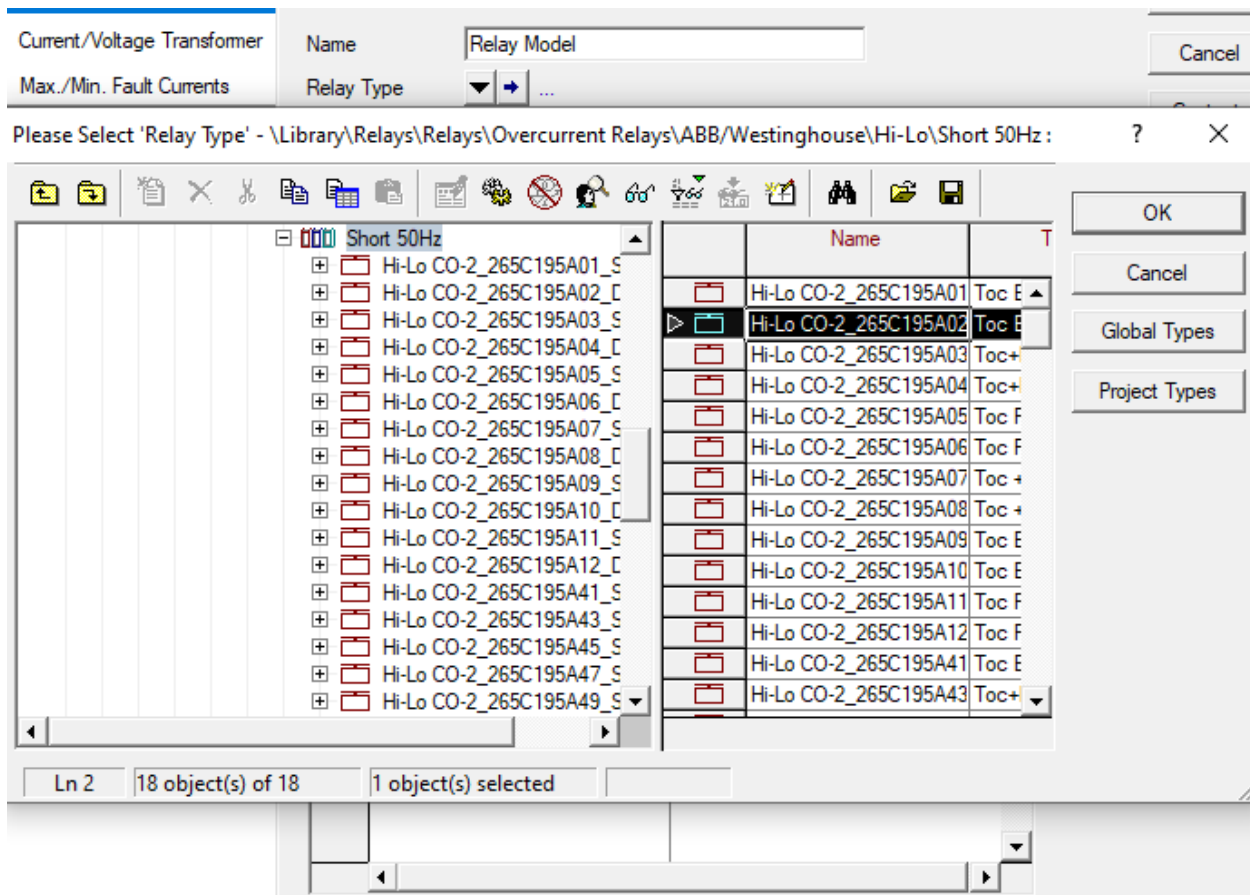 Current/Voltage Transformer
Name
Relay Model
Cancel
Max./Min. Fault Currents
Relay Type
...
Please Select 'Relay Type' - \Library\Relays\Relays\Overcurrent Relays\ABB/Westinghouse\Hi-Lo\Short 50Hz :
?
OK
Cancel
Global Types
Project Types
Short 50Hz
Hi-Lo CO-2_265C195A01_S
Hi-Lo CO-2_265C195A02_D
Hi-Lo CO-2_265C195A03_S
Hi-Lo CO-2_265C195A04_D
Hi-Lo CO-2_265C195A05_S
Hi-Lo CO-2_265C195A06_D
Hi-Lo CO-2_265C195A07_S
Hi-Lo CO-2_265C195A08_D
Hi-Lo CO-2_265C195A09_S
Hi-Lo CO-2_265C195A10_D
Hi-Lo CO-2_265C195A11_S
Hi-Lo CO-2_265C195A12_D
Hi-Lo CO-2_265C195A41_S
Hi-Lo CO-2_265C195A43_S
Hi-Lo CO-2_265C195A45_S
Hi-Lo CO-2_265C195A47_S
Hi-Lo CO-2_265C195A49_S
Name T
Hi-Lo CO-2_265C195A01 Toc E
Hi-Lo CO-2_265C195A02 Toc E
Hi-Lo CO-2_265C195A03 Toc+
Hi-Lo CO-2_265C195A04 Toc+
Hi-Lo CO-2_265C195A05 Toc F
Hi-Lo CO-2_265C195A06 Toc F
Hi-Lo CO-2_265C195A07 Toc +
Hi-Lo CO-2_265C195A08 Toc +
Hi-Lo CO-2_265C195A09 Toc E
Hi-Lo CO-2_265C195A10 Toc E
Hi-Lo CO-2_265C195A11 Toc F
Hi-Lo CO-2_265C195A12 Toc F
Hi-Lo CO-2_265C195A41 Toc E
Hi-Lo CO-2_265C195A43 Toc+
Ln 2
18 object(s) of 18
1 object(s) selected